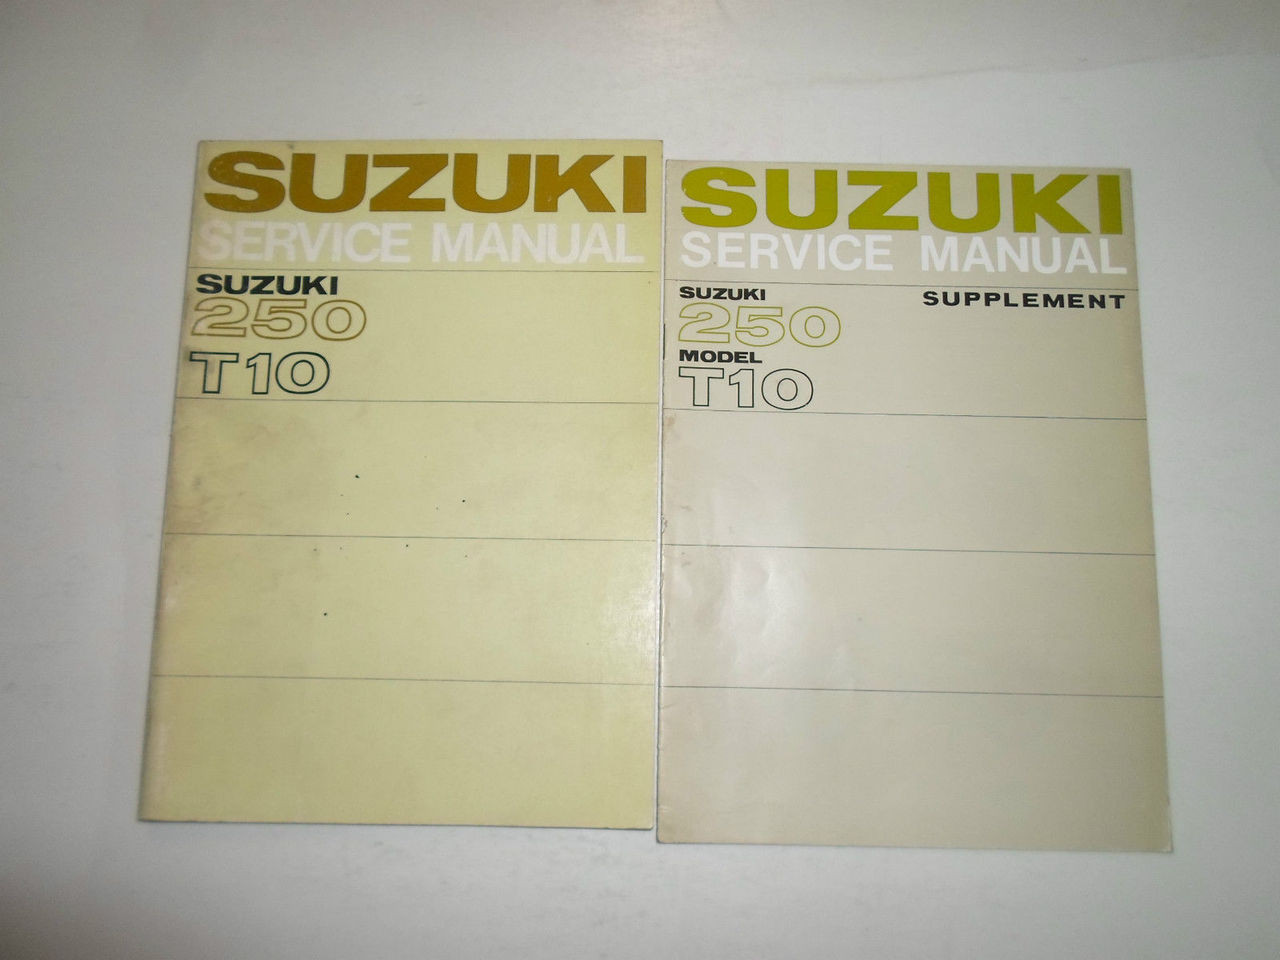 SUZUKI
SERVICE MANUAL
SUZUKI
250
T10
SUZUKI
SERVICE MANUAL
SUZUKI
SUPPLEMENT
250
MODEL
T10